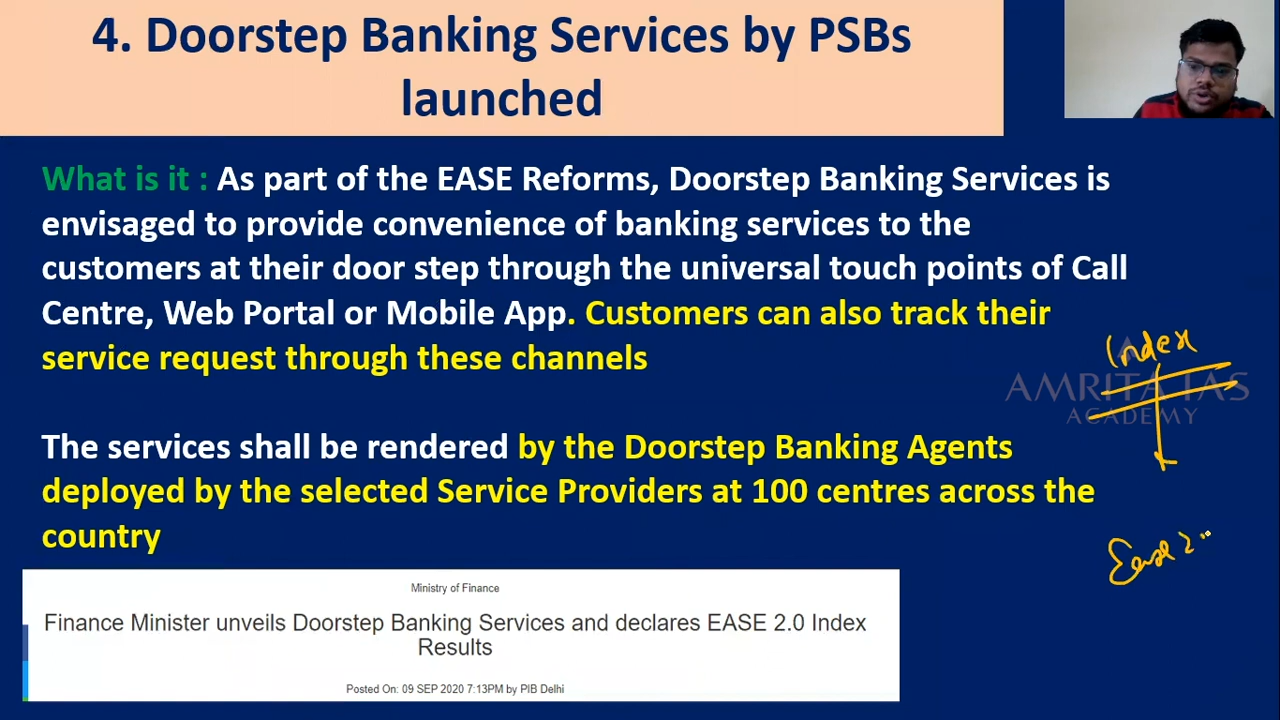 4. Doorstep Banking Services by PSBs
launched
What is it : As part of the EASE Reforms, Doorstep Banking Services is
envisaged to provide convenience of banking services to the
customers at their door step through the universal touch points of Call
Centre, Web Portal or Mobile App. Customers can also track their
service request through these channels
Index
AMRITA IAS
ACADEMY
The services shall be rendered by the Doorstep Banking Agents
deployed by the selected Service Providers at 100 centres across the
country
Ease 2
Ministry of Finance
Finance Minister unveils Doorstep Banking Services and declares EASE 2.0 Index
Results
Posted On: 09 SEP 2020 7:13PM by PIB Delhi